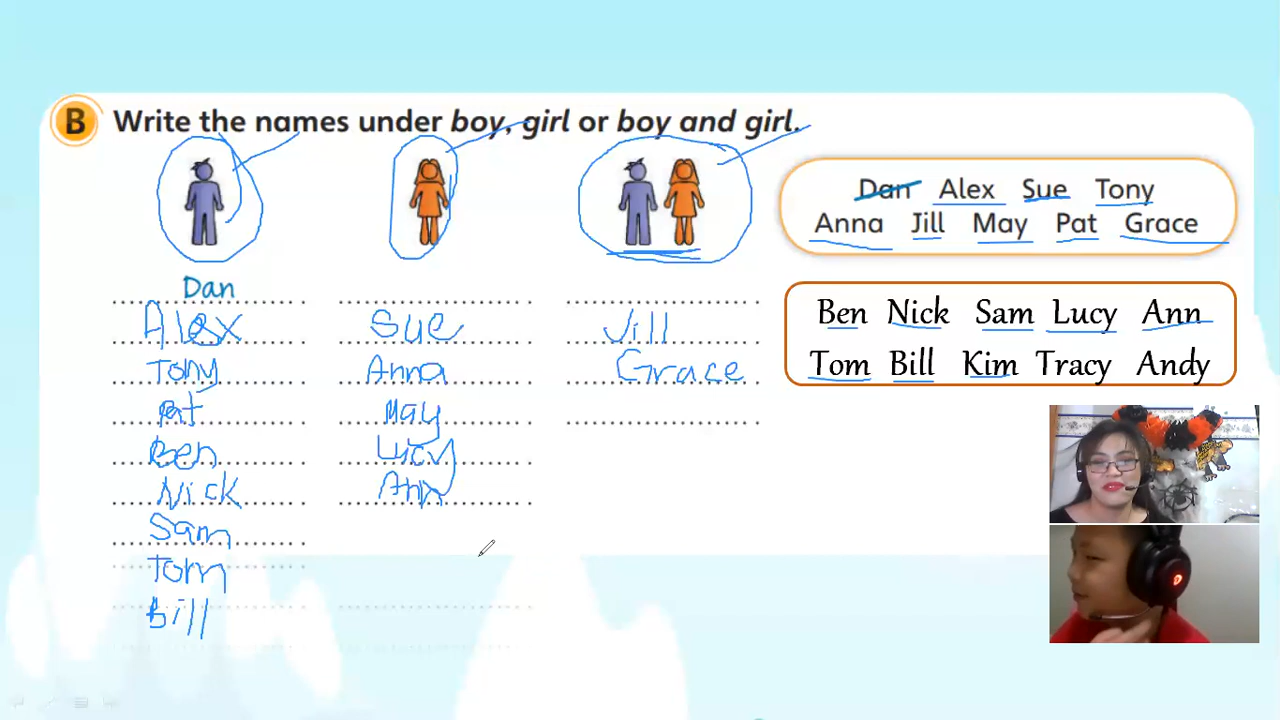 B Write the names under boy, girl or boy and girl.
Dan Alex Sue Tony
Anna Jill May Pat Grace
Ben Nick Sam Lucy Ann
Tom Bill Kim Tracy Andy
Dan
Alex
Tony
Pat
Ben
Nick
Sam
Tom
Bill
Sue
Anna
May
Lucy
Ann
Jill
Grace